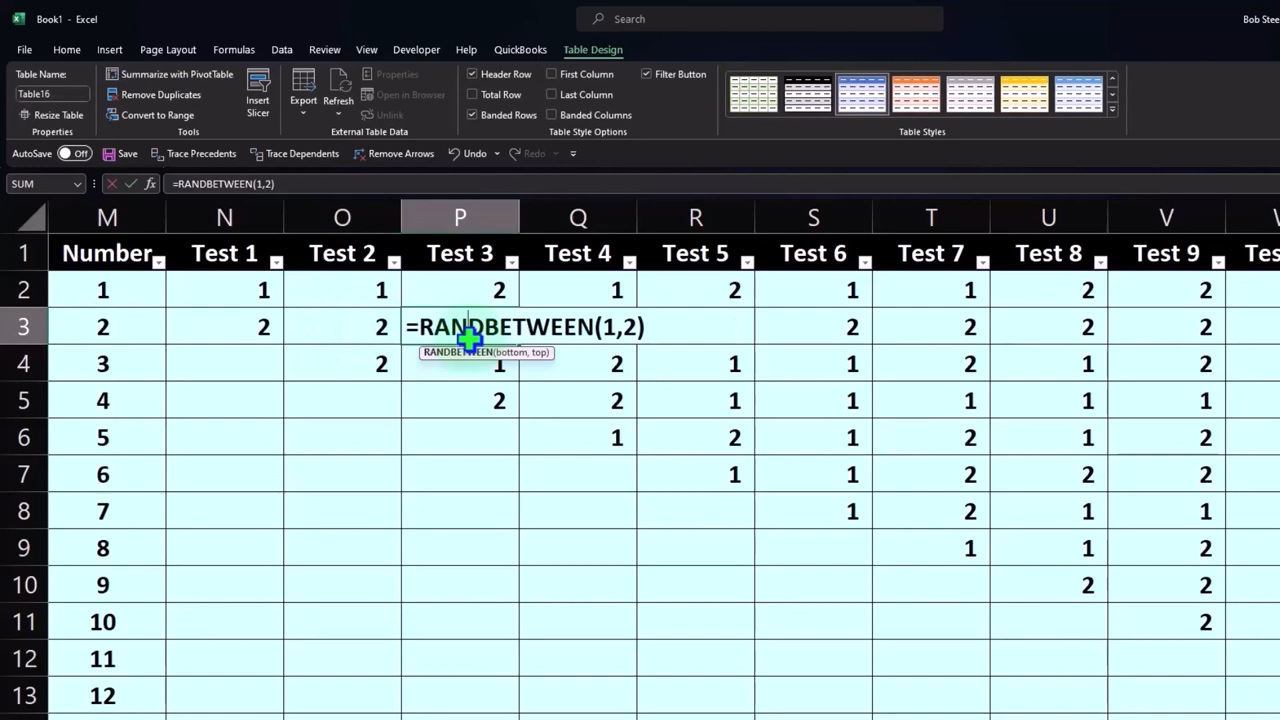 Book1 - Excel
Search
Bob Stee
File Home Insert Page Layout Formulas Data Review View Developer Help QuickBooks Table Design
Table Name:
Table16
Resize Table
Properties
Summarize with PivotTable
Remove Duplic
Convert to Range
Tools
Insert
Slicer
Export
Refresh
Properties
Open in Browser
Unlink
External Table Data
Header Row First Column Filter Button
Total Row Last Column
Banded Rows Banded Columns
Table Style Options
Table Styles
AutoSave Off Save Trace Precedents Trace Dependents Remove Arrows Undo Redo
SUM fx =RANDBETWEEN(1,2)
M N O P Q R S T U V
1 Number Test 1 Test 2 Test 3 Test 4 Test 5 Test 6 Test 7 Test 8 Test 9 Te
2 1 1 1 2 1 2 1 1 2 2
3 2 2 2 =RANDBETWEEN(1,2) 2 2 2 2
RANDBETWEEN(bottom, top)
4 3 2 1 2 1 1 2 1 2
5 4 2 2 1 1 1 1 1
6 5 1 2 1 2 1 2
7 6 1 1 2 2 2
8 7 1 2 1 1
9 8 1 1 2
10 9 2 2
11 10 2
12 11
13 12